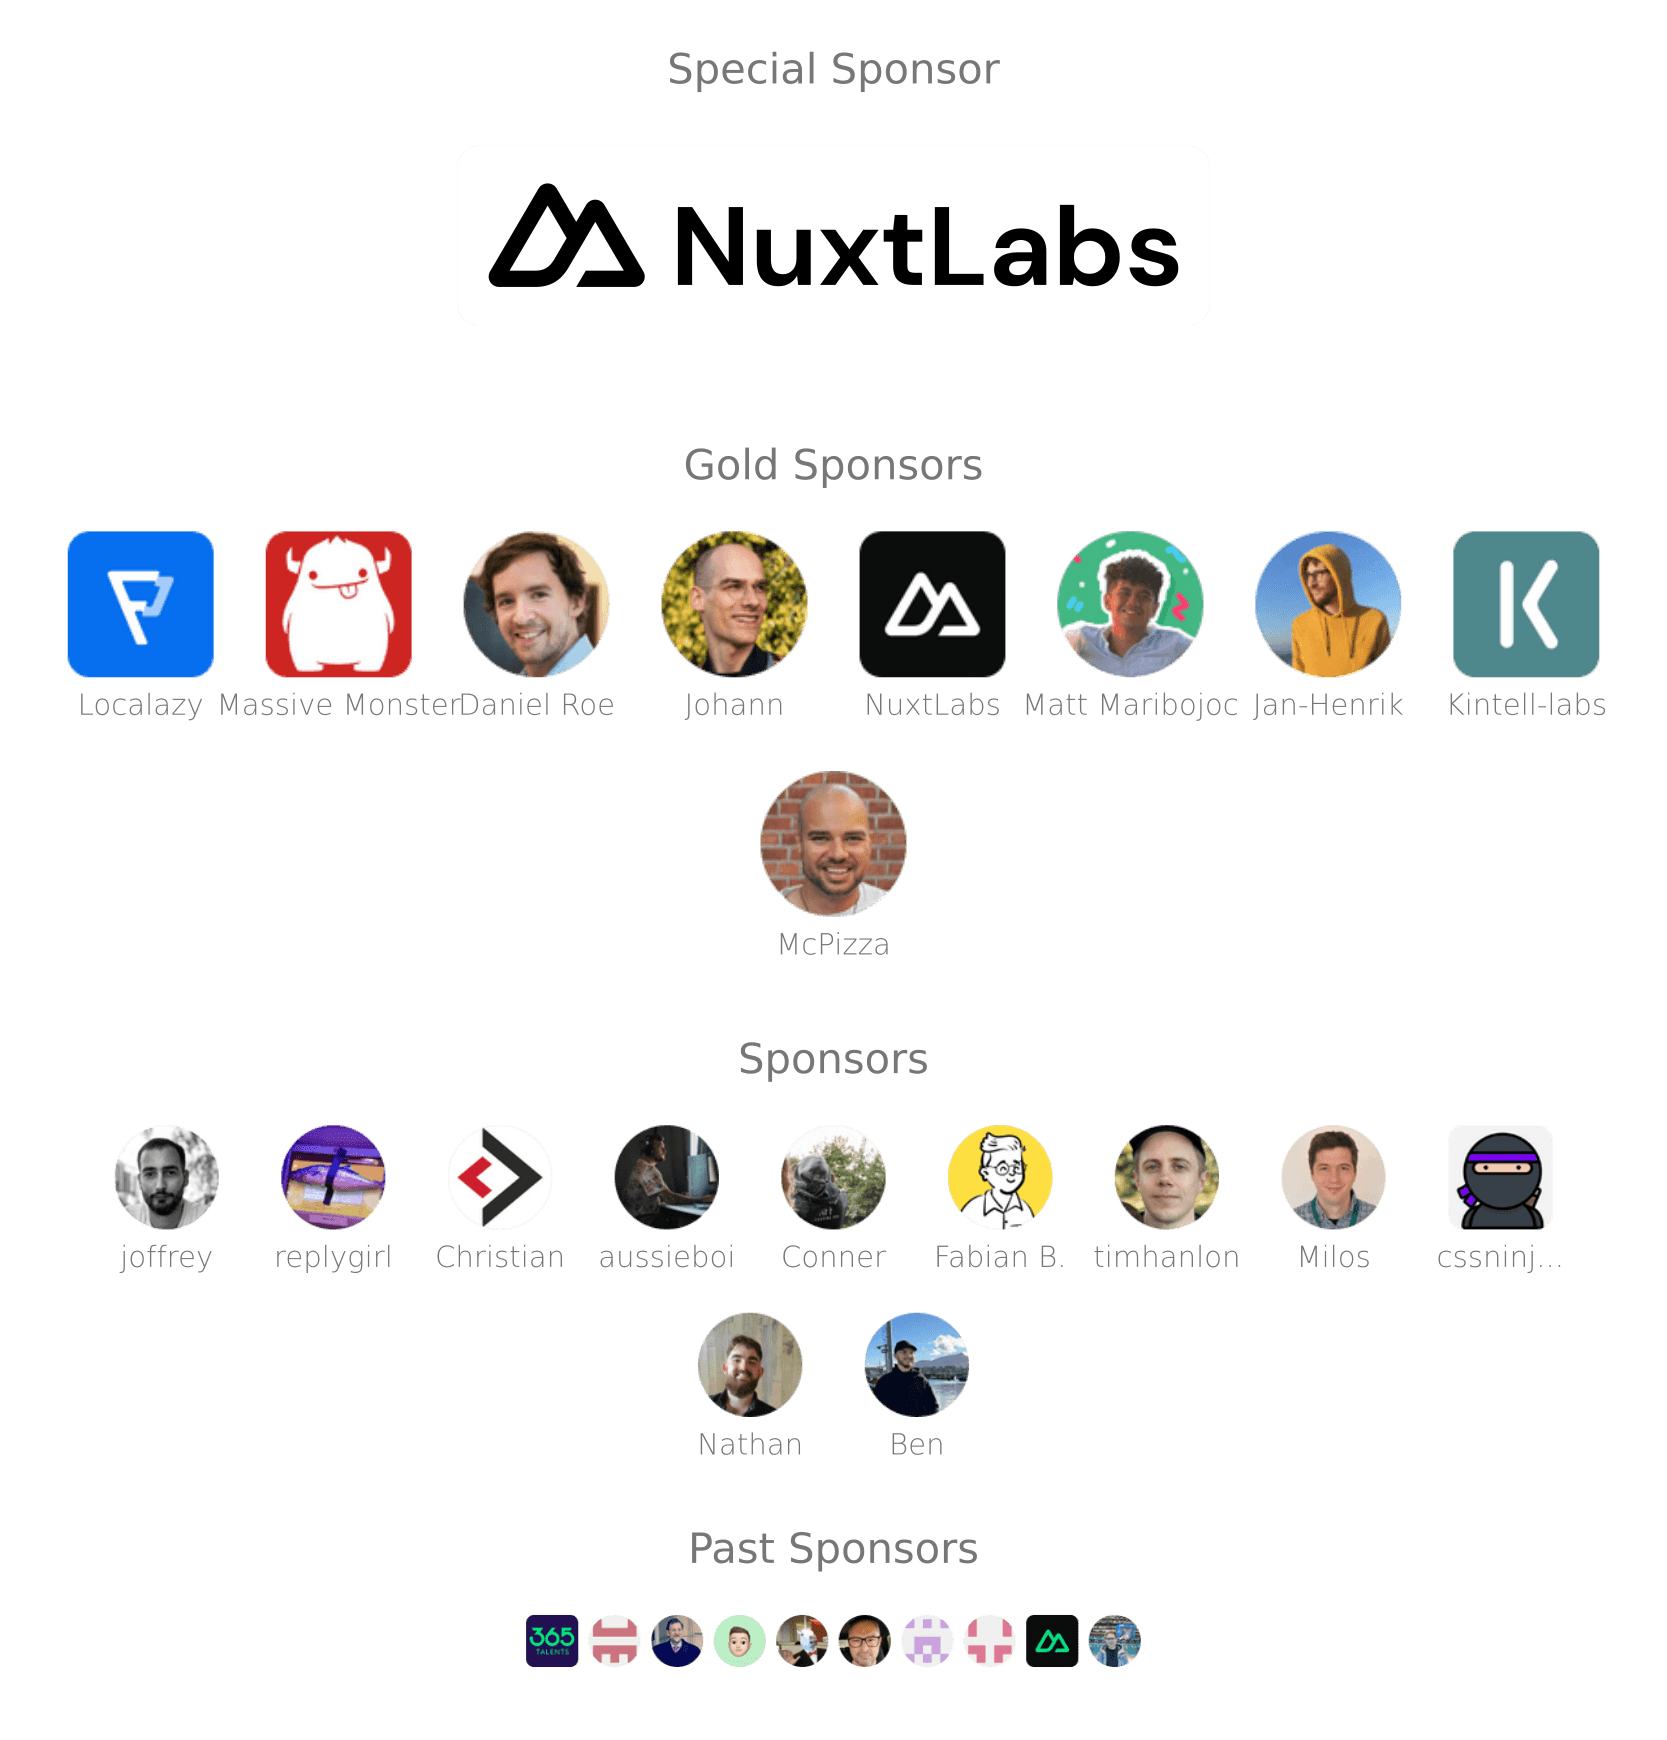 Special Sponsor
NuxtLabs
Gold Sponsors
Localazy Massive Monster Daniel Roe Johann NuxtLabs Matt Maribojoc Jan-Henrik Kintell-labs
McPizza
Sponsors
joffrey replygirl Christian aussieboi Conner Fabian B. timhanlon Milos cssninj...
Nathan Ben
Past Sponsors
365
TALENTS